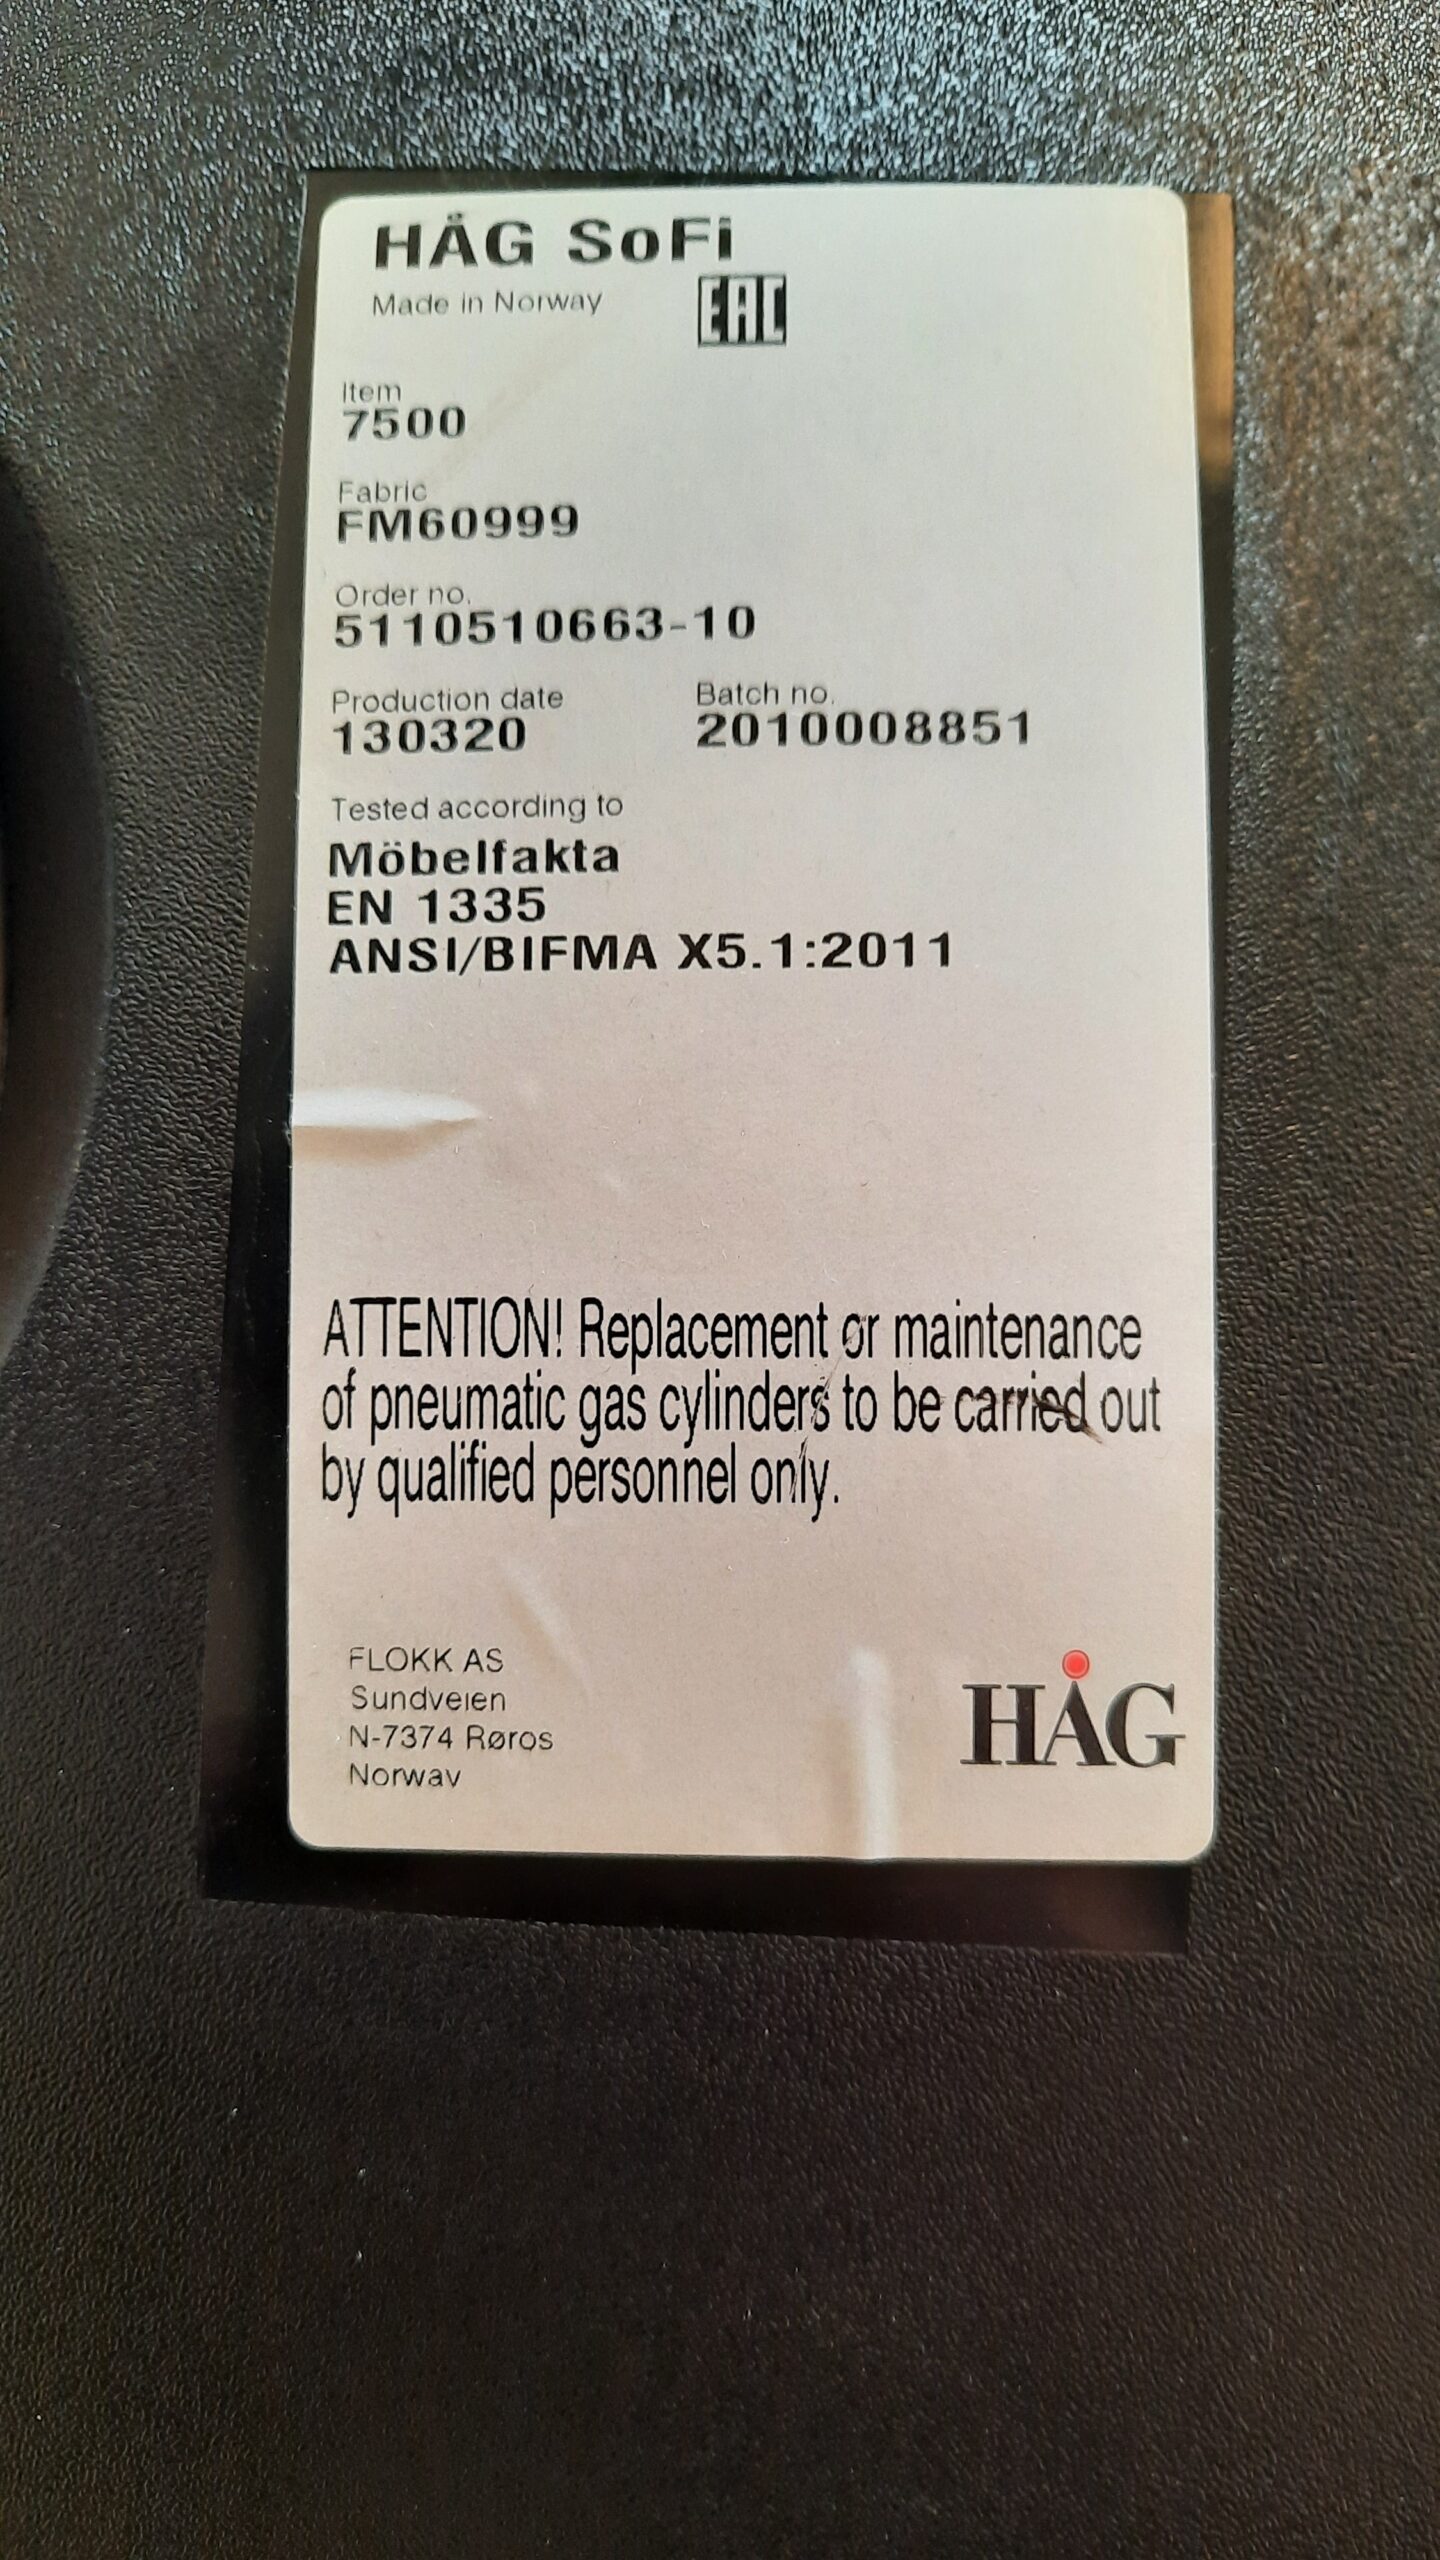 HÅG SoFi
Made in Norway
EAC
Item
7500
Fabric
FM60999
Order no.
5110510663-10
Production date
130320
Batch no.
2010008851
Tested according to
Möbelfakta
EN 1335
ANSI/BIFMA X5.1:2011
ATTENTION! Replacement or maintenance
of pneumatic gas cylinders to be carried out
by qualified personnel only.
FLOKK AS
Sundveien
N-7374 Røros
Norway
HÅG